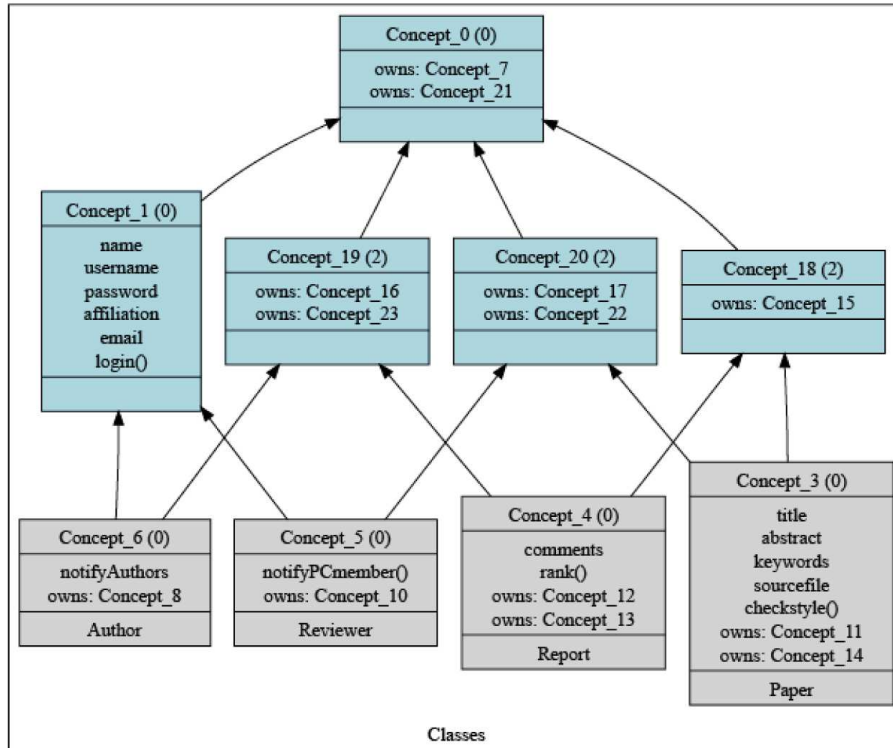 Concept_0 (0)
owns: Concept_7
owns: Concept_21
Concept_1 (0)
name
username
password
affiliation
email
login()
Concept_19 (2)
owns: Concept_16
owns: Concept_23
Concept_20 (2)
owns: Concept_17
owns: Concept_22
Concept_18 (2)
owns: Concept_15
Concept_6 (0)
notifyAuthors
owns: Concept_8
Author
Concept_5 (0)
notifyPCmember()
owns: Concept_10
Reviewer
Concept_4 (0)
comments
rank()
owns: Concept_12
owns: Concept_13
Report
Concept_3 (0)
title
abstract
keywords
sourcefile
checkstyle()
owns: Concept_11
owns: Concept_14
Paper
Classes